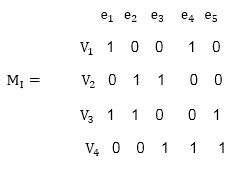 e₁ e₂ e₃ e₄ e₅
V₁ 1 0 0 1 0
M_I = V₂ 0 1 1 0 0
V₃ 1 1 0 0 1
V₄ 0 0 1 1 1